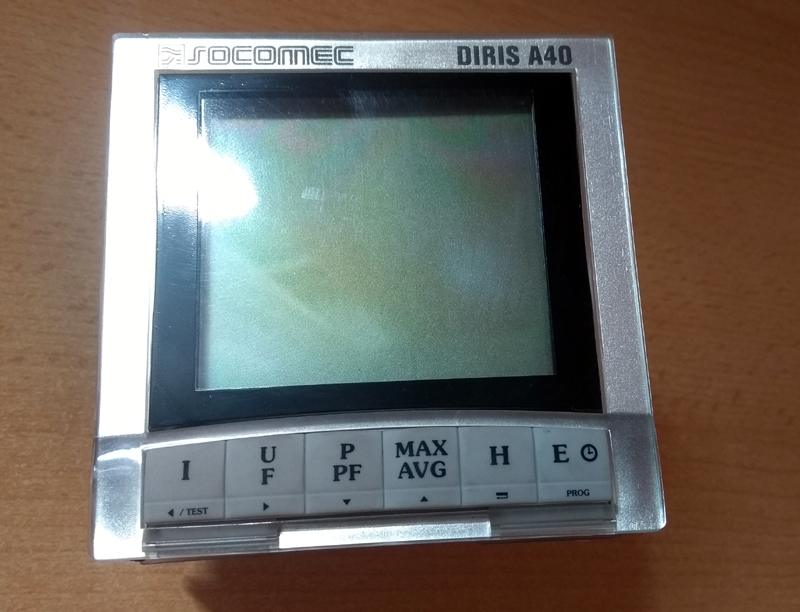 SOCOMEC
DIRIS A40
I
U
F
P
PF
MAX
AVG
H
E
/ TEST
PROG